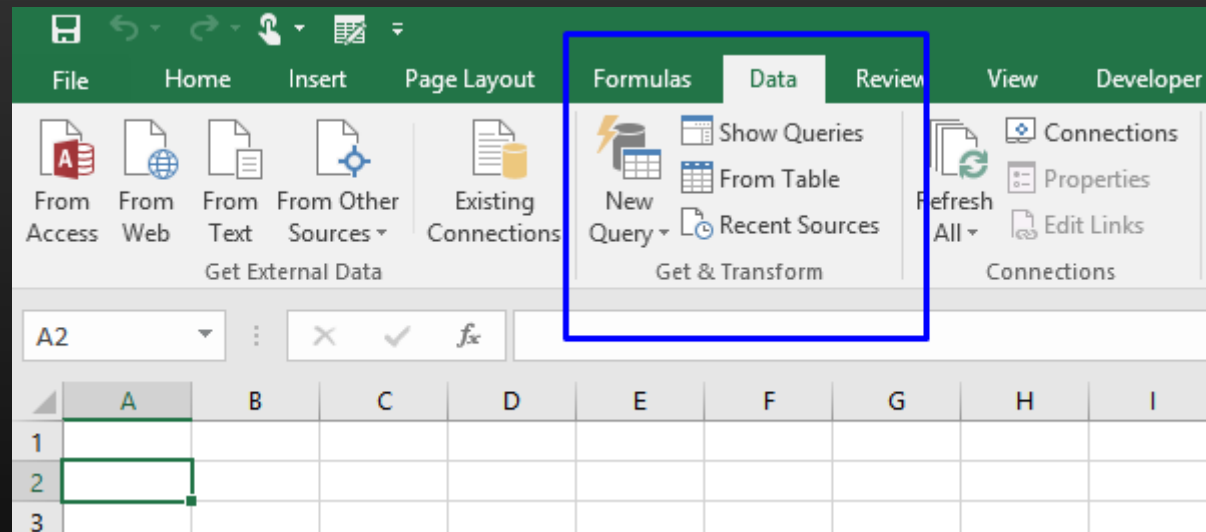 File Home Insert Page Layout Formulas Data Review View Developer
Show Queries Connections
From Table Properties
From From From From Other Existing New Recent Sources Refresh Edit Links
Access Web Text Sources Connections Query All
Get External Data Get & Transform Connections
A2 fx
A B C D E F G H I
1
2
3